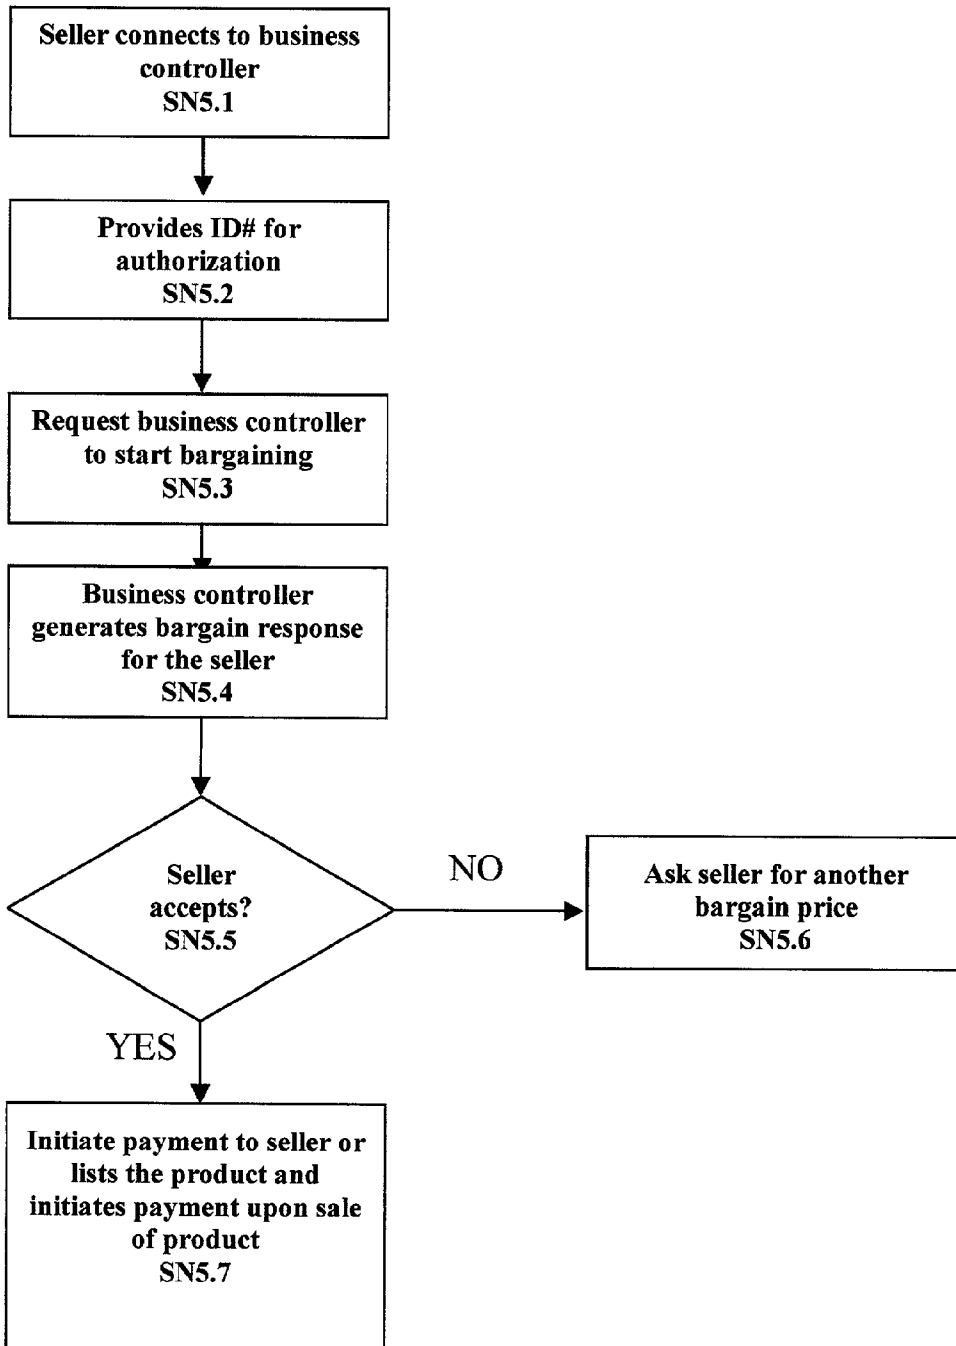 Seller connects to business
controller
SN5.1
Provides ID# for
authorization
SN5.2
Request business controller
to start bargaining
SN5.3
Business controller
generates bargain response
for the seller
SN5.4
Seller
accepts?
SN5.5
NO
Ask seller for another
bargain price
SN5.6
YES
Initiate payment to seller or
lists the product and
initiates payment upon sale
of product
SN5.7